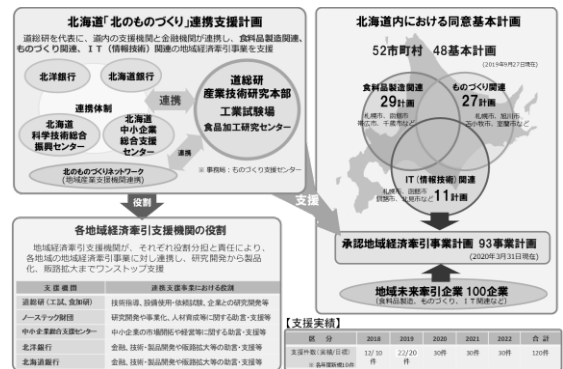 北海道「北のものづくり」連携支援計画
道総研を代表に、道内の支援機関と金融機関が連携し、食料品製造関連、
ものづくり関連、IT（情報技術）関連の地域経済牽引事業を支援
北洋銀行
北海道銀行
連携体制
北海道
科学技術総合
振興センター
北海道
中小企業
総合支援
センター
北のものづくりネットワーク
(地域産業支援機関連携)
連携
連携
道総研
産業技術研究本部
工業試験場
食品加工研究センター
※ 事務局：ものづくり支援センター
役割
支援
各地域経済牽引支援機関の役割
地域経済牽引支援機関が、それぞれ役割分担と責任により、
各地域の地域経済牽引事業に対し連携し、研究開発から製品
化、販路拡大までワンストップ支援
支援機関
連携支援事業における役割
道総研（工試、食加研）
技術指導、設備使用・依頼試験、企業との研究開発等
ノーステック財団
研究開発や事業化、人材育成等に関する助言・支援等
中小企業総合支援センター
中小企業の市場開拓や経営等に関する助言・支援等
北洋銀行
金融、技術・製品開発や販路拡大等の助言・支援等
北海道銀行
金融、技術・製品開発や販路拡大等の助言・支援等
北海道内における同意基本計画
52市町村 48基本計画
(2019年9月27日現在)
食料品製造関連
29計画
札幌市、函館市
帯広市、千歳市など
ものづくり関連
27計画
札幌市、旭川市、
苫小牧市、室蘭市など
IT（情報技術）関連
札幌市、函館市
釧路市、北見市など
11計画
承認地域経済牽引事業計画 93事業計画
(2020年3月31日現在)
地域未来牽引企業 100企業
(食料品製造、ものづくり、IT関連など)
【支援実績】
区 分 2018 2019 2020 2021 2022 合 計
支援件数(実績/目標) 12/10件 22/20件 30件 30件 30件 120件